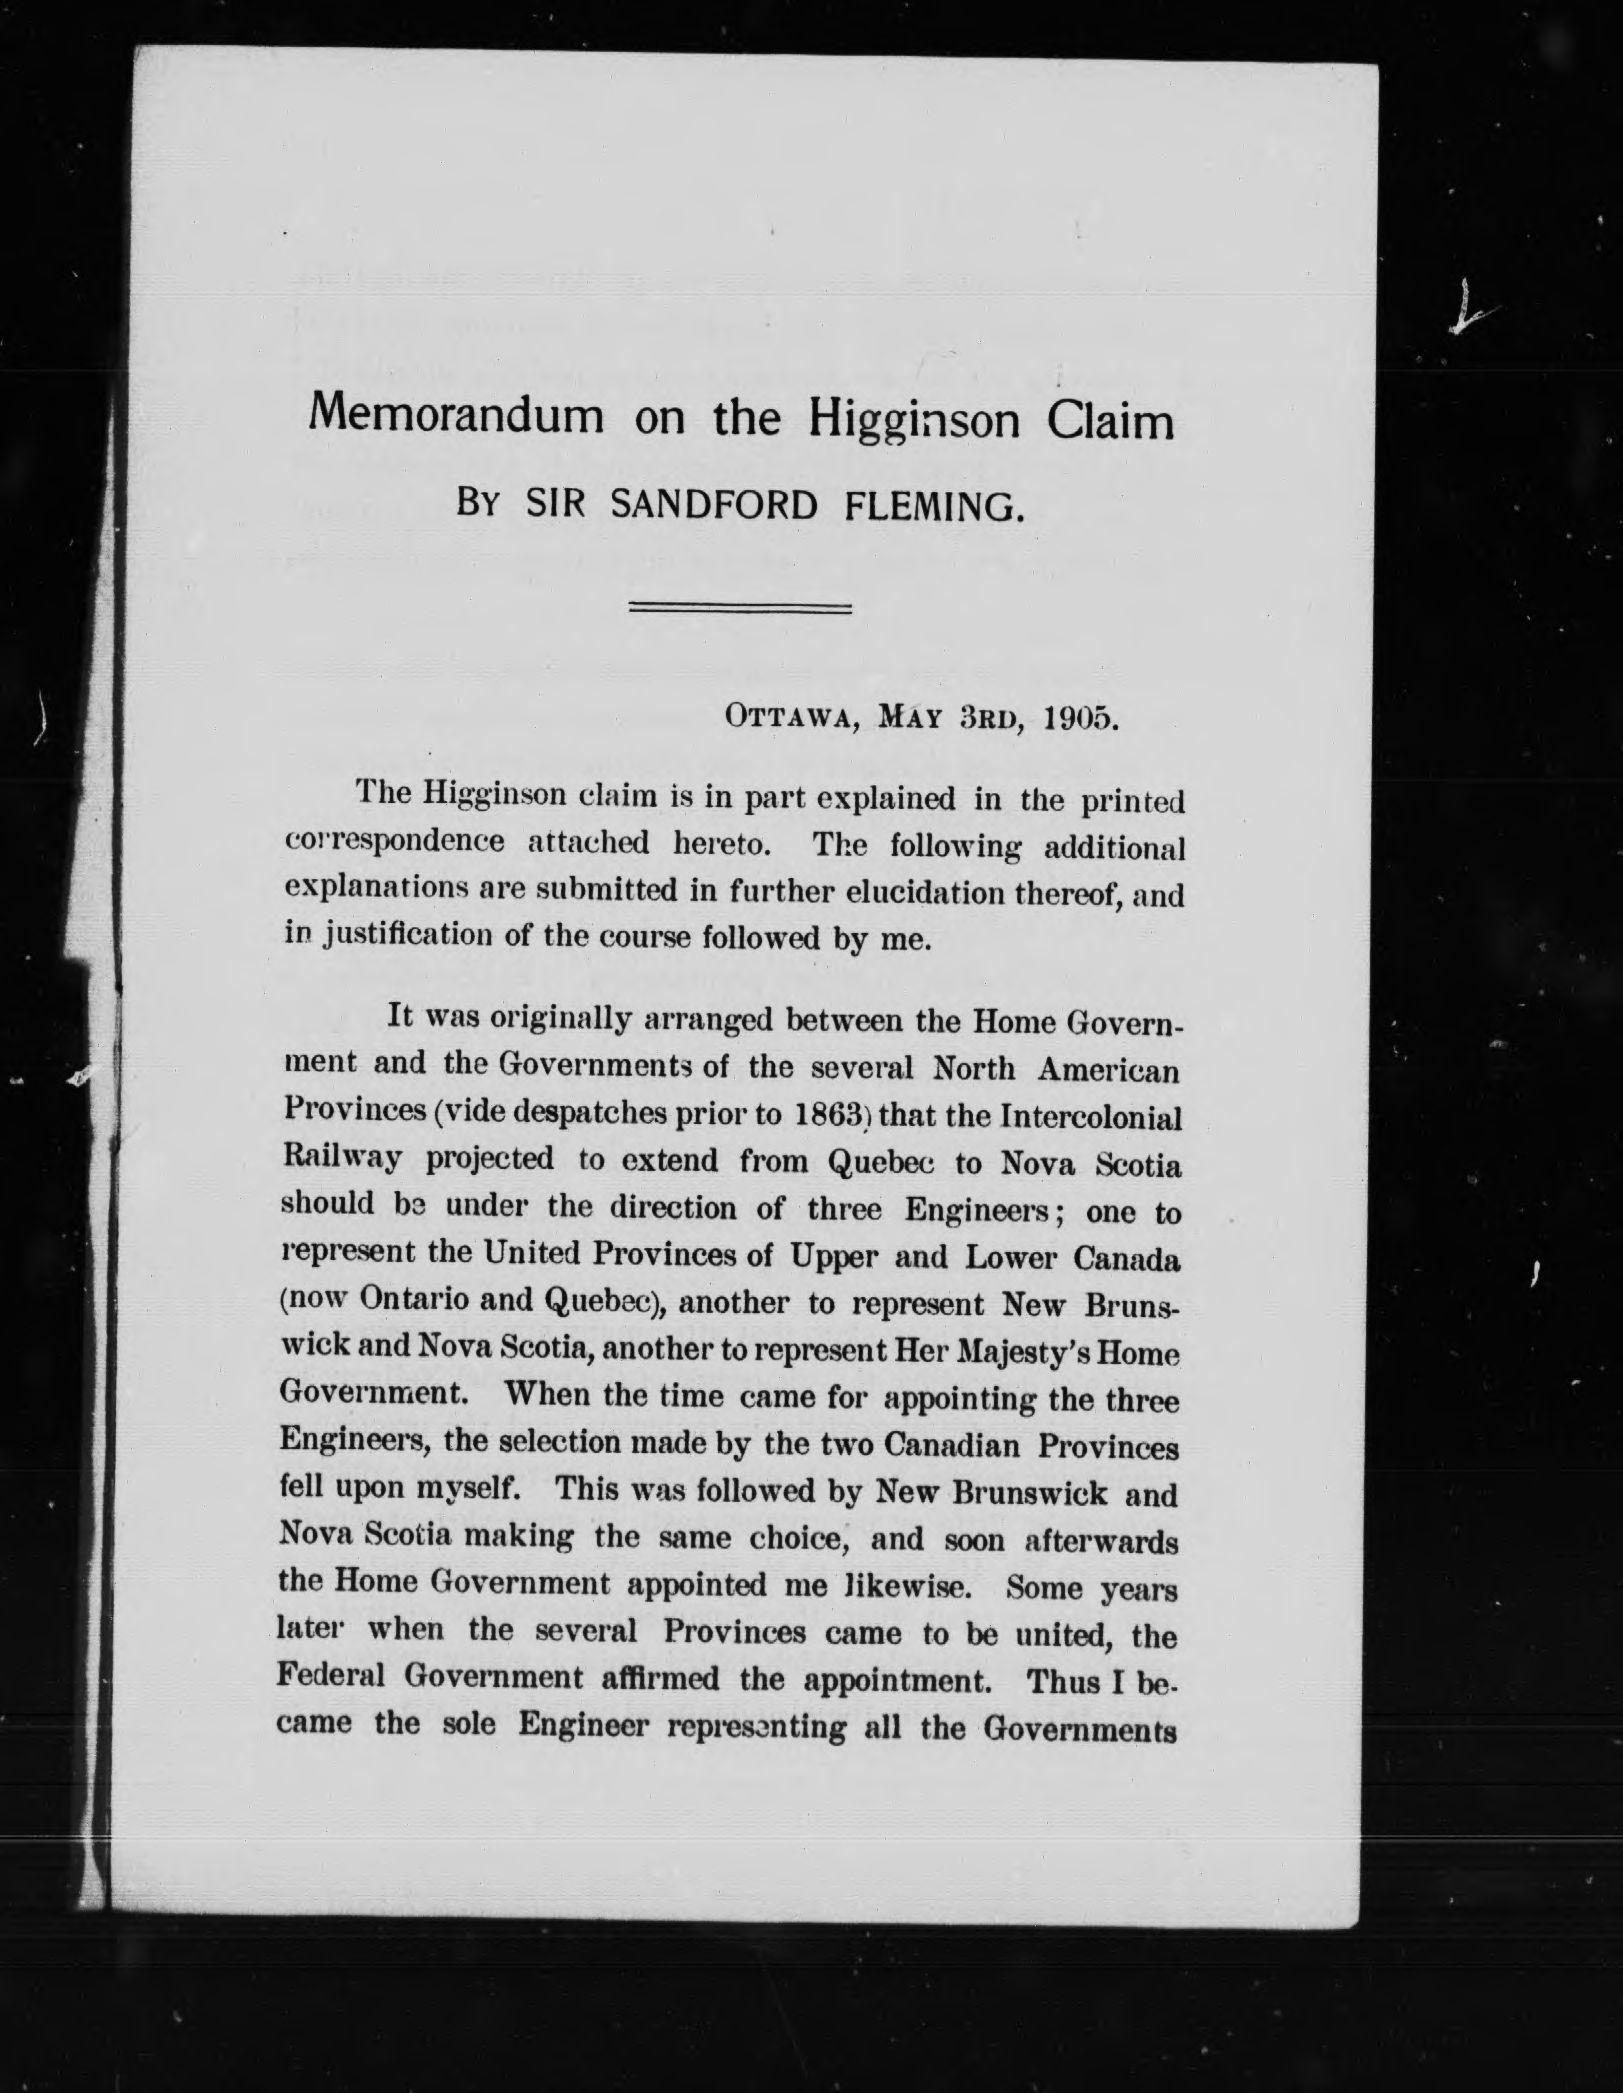 Memorandum on the Higginson Claim
BY SIR SANDFORD FLEMING.
OTTAWA, MAY 3RD, 1905.
The Higginson claim is in part explained in the printed
correspondence attached hereto. The following additional
explanations are submitted in further elucidation thereof, and
in justification of the course followed by me.
It was originally arranged between the Home Govern-
ment and the Governments of the several North American
Provinces (vide despatches prior to 1863) that the Intercolonial
Railway projected to extend from Quebec to Nova Scotia
should be under the direction of three Engineers; one to
represent the United Provinces of Upper and Lower Canada
(now Ontario and Quebec), another to represent New Bruns-
wick and Nova Scotia, another to represent Her Majesty's Home
Government. When the time came for appointing the three
Engineers, the selection made by the two Canadian Provinces
fell upon myself. This was followed by New Brunswick and
Nova Scotia making the same choice, and soon afterwards
the Home Government appointed me likewise. Some years
later when the several Provinces came to be united, the
Federal Government affirmed the appointment. Thus I be-
came the sole Engineer representing all the Governments